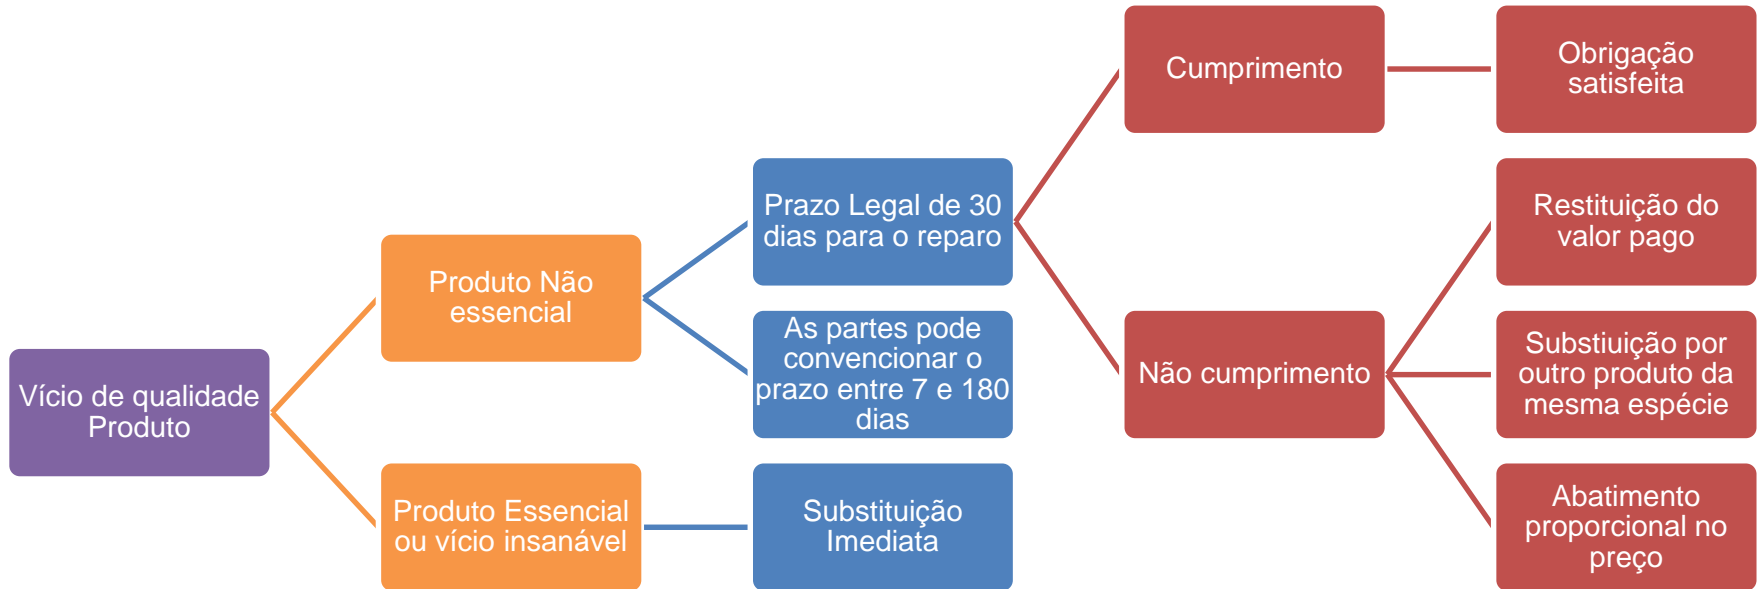 Vício de qualidade
Produto
Produto Não
essencial
Produto Essencial
ou vício insanável
Prazo Legal de 30
dias para o reparo
As partes pode
convencionar o
prazo entre 7 e 180
dias
Substituição
Imediata
Cumprimento
Não cumprimento
Obrigação
satisfeita
Restituição do
valor pago
Substiuição por
outro produto da
mesma espécie
Abatimento
proporcional no
preço